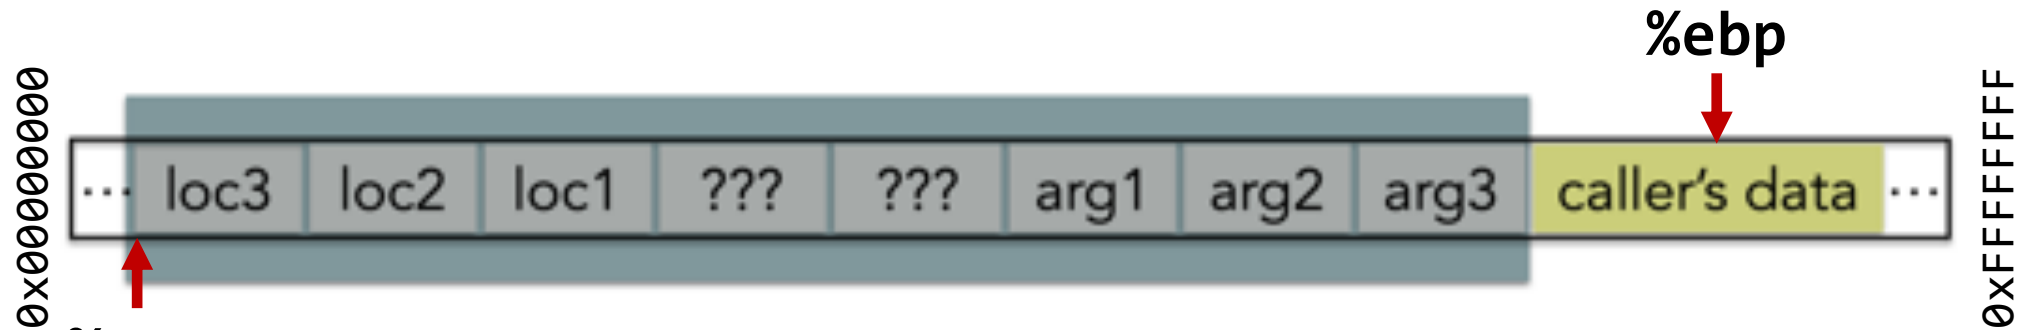 %ebp
0x00000000
... loc3 loc2 loc1 ??? ??? arg1 arg2 arg3 caller's data ...
0xFFFFFFFF